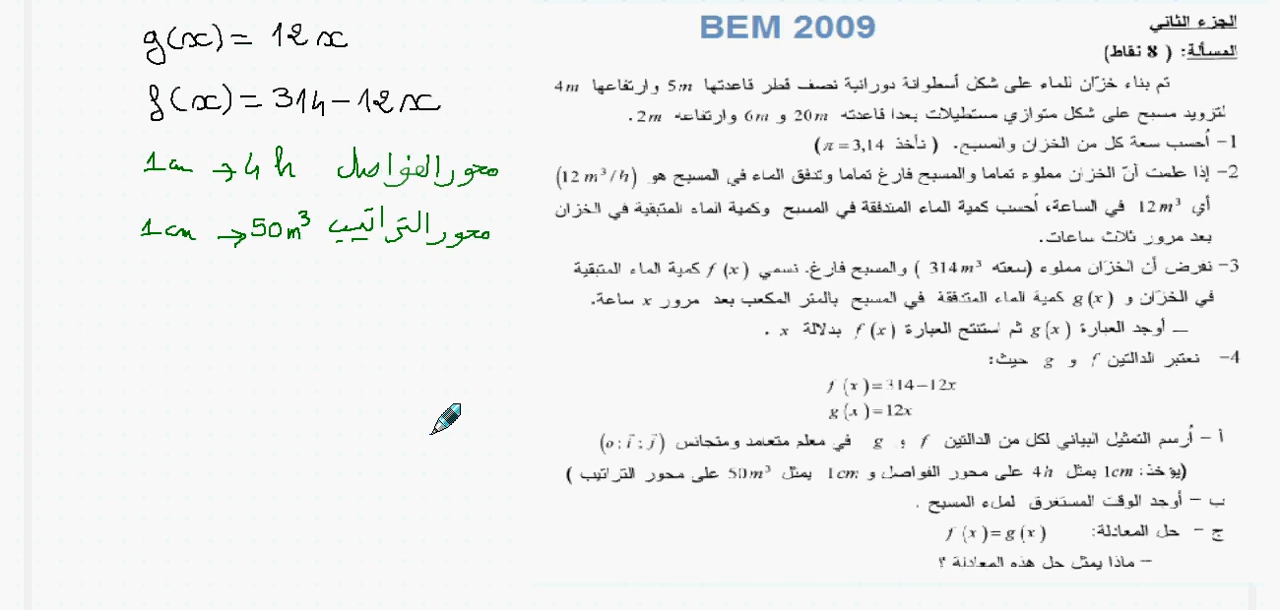 g(x) = 12x
f(x) = 314 - 12x
1cm → 4h محور الفواصل
1cm → 50m³ محور التراتيب
BEM 2009
الجزء الثاني
المسألة: ( 8 نقاط)
تم بناء خزان للماء على شكل أسطوانة دورانية نصف قطر قاعدتها 5m وارتفاعها 4m
لتزويد مسبح على شكل متوازي مستطيلات بعدا قاعدته 20m و 6m وارتفاعه 2m .
1- أحسب سعة كل من الخزان والمسبح. ( نأخذ π = 3,14 )
2- إذا علمت أنّ الخزان مملوء تماما والمسبح فارغ تماما وتدفق الماء في المسبح هو (12 m³/h)
أي 12 m³ في الساعة، أحسب كمية الماء المتدفقة في المسبح وكمية الماء المتبقية في الخزان
بعد مرور ثلاث ساعات.
3- نفرض أن الخزان مملوء (سعته 314m³ ) والمسبح فارغ. نسمي f(x) كمية الماء المتبقية
في الخزّان و g(x) كمية الماء المتدفقة في المسبح بالمتر المكعب بعد مرور x ساعة.
— أوجد العبارة g(x) ثم استنتج العبارة f(x) بدلالة x .
4- نعتبر الدالتين f و g حيث:
f(x)=314-12x
g(x)=12x
أ - أرسم التمثيل البياني لكل من الدالتين f و g في معلم متعامد ومتجانس (o ; i ; j)
(يؤخذ: 1cm يمثل 4h على محور الفواصل و 1cm يمثل 50m³ على محور التراتيب )
ب - أوجد الوقت المستغرق لملء المسبح .
ج - حل المعادلة: f(x)=g(x)
- ماذا يمثل حل هذه المعادلة ؟